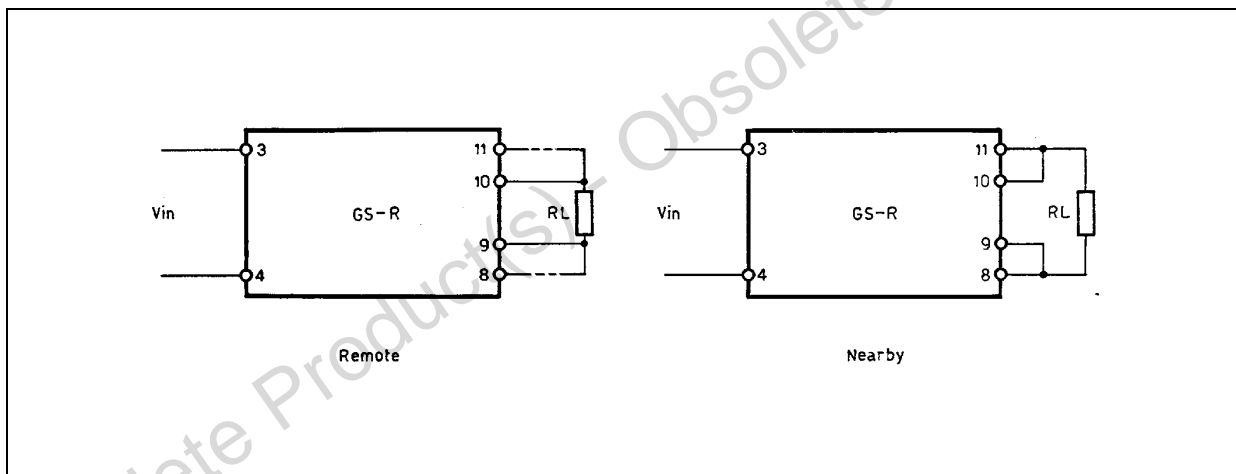 Obsolete Product(s) - Obsolete
3
4
Vin
GS-R
11
10
9
8
RL
Remote
3
4
Vin
GS-R
11
10
9
8
RL
Nearby